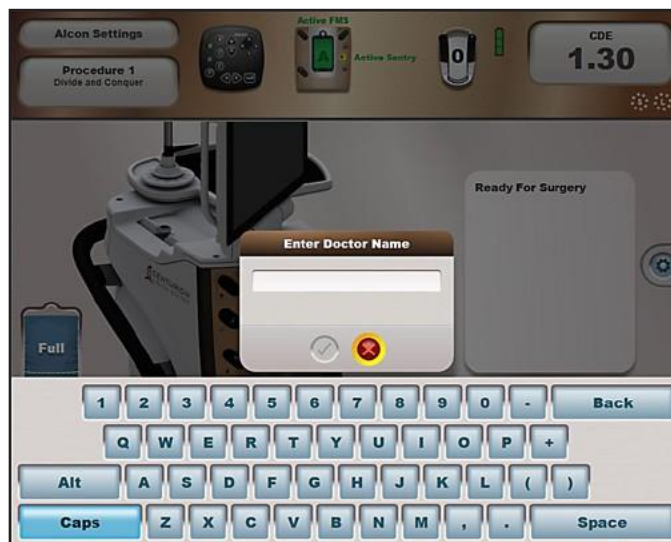 Alcon Settings
Procedure 1
Divide and Conquer
Active FMS
A
Active Sentry
0
CDE
1.30
Ready For Surgery
Enter Doctor Name
CENTURION
Full
1 2 3 4 5 6 7 8 9 0 - Back
Q W E R T Y U I O P +
Alt A S D F G H J K L ( )
Caps Z X C V B N M , . Space